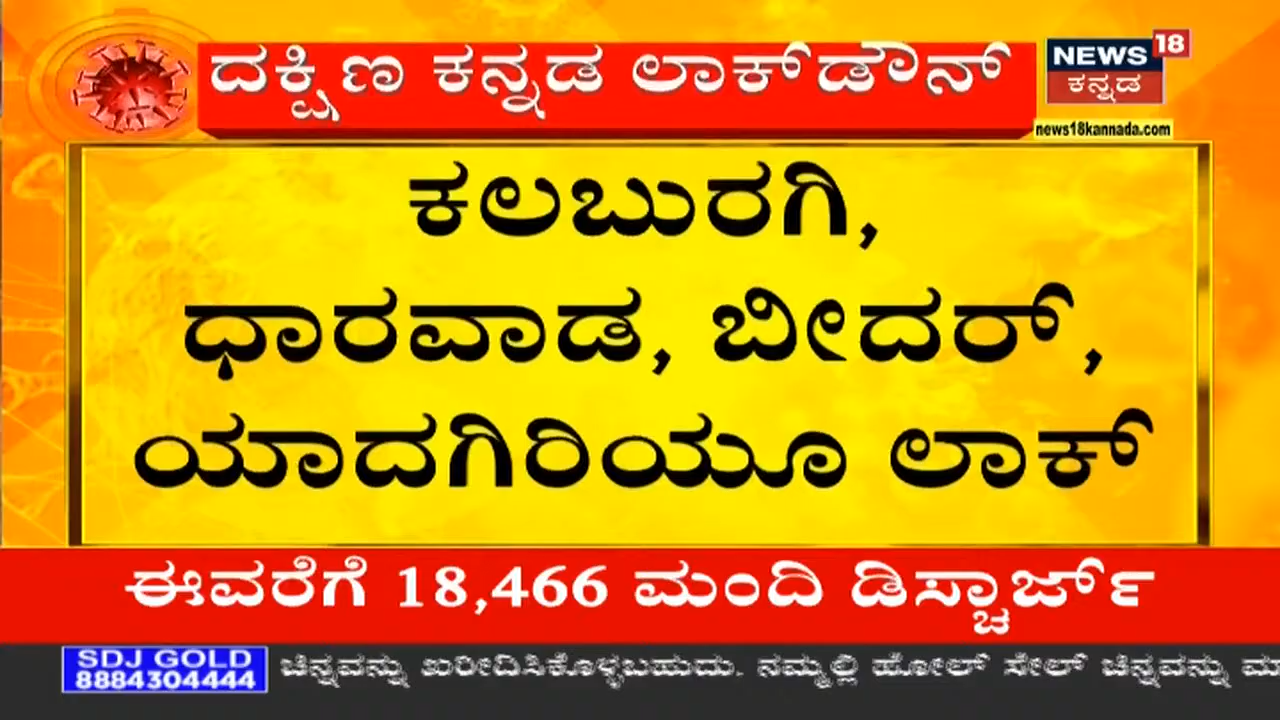 ದಕ್ಷಿಣ ಕನ್ನಡ ಲಾಕ್‌ಡೌನ್
NEWS 18
ಕನ್ನಡ
news18kannada.com
ಕಲಬುರಗಿ,
ಧಾರವಾಡ, ಬೀದರ್,
ಯಾದಗಿರಿಯೂ ಲಾಕ್
ಈವರೆಗೆ 18,466 ಮಂದಿ ಡಿಸ್ಚಾರ್ಜ್
SDJ GOLD
8884304444
ಚಿನ್ನವನ್ನು ಖರೀದಿಸಿಕೊಳ್ಳಬಹುದು. ನಮ್ಮಲ್ಲಿ ಹೋಲ್ ಸೇಲ್ ಚಿನ್ನವನ್ನು